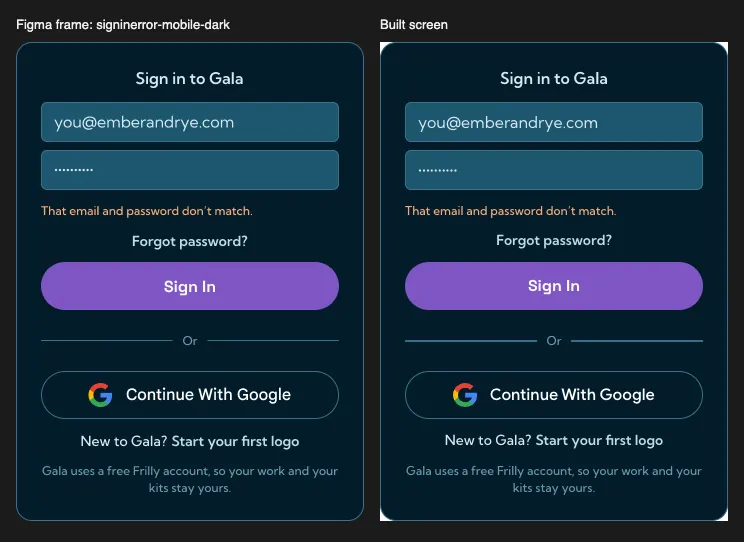 Figma frame: signinerror-mobile-dark
Sign in to Gala
you@emberandrye.com
••••••••••
That email and password don't match.
Forgot password?
Sign In
Or
Continue With Google
New to Gala? Start your first logo
Gala uses a free Frilly account, so your work and your
kits stay yours.
Built screen
Sign in to Gala
you@emberandrye.com
••••••••••
That email and password don't match.
Forgot password?
Sign In
Or
Continue With Google
New to Gala? Start your first logo
Gala uses a free Frilly account, so your work and your
kits stay yours.